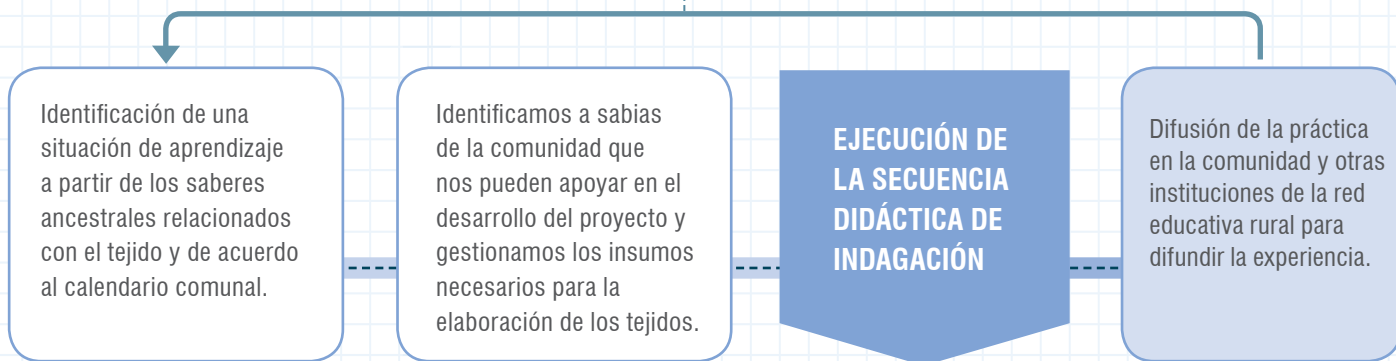 Identificación de una
situación de aprendizaje
a partir de los saberes
ancestrales relacionados
con el tejido y de acuerdo
al calendario comunal.
Identificamos a sabias
de la comunidad que
nos pueden apoyar en el
desarrollo del proyecto y
gestionamos los insumos
necesarios para la
elaboración de los tejidos.
EJECUCIÓN DE
LA SECUENCIA
DIDÁCTICA DE
INDAGACIÓN
Difusión de la práctica
en la comunidad y otras
instituciones de la red
educativa rural para
difundir la experiencia.